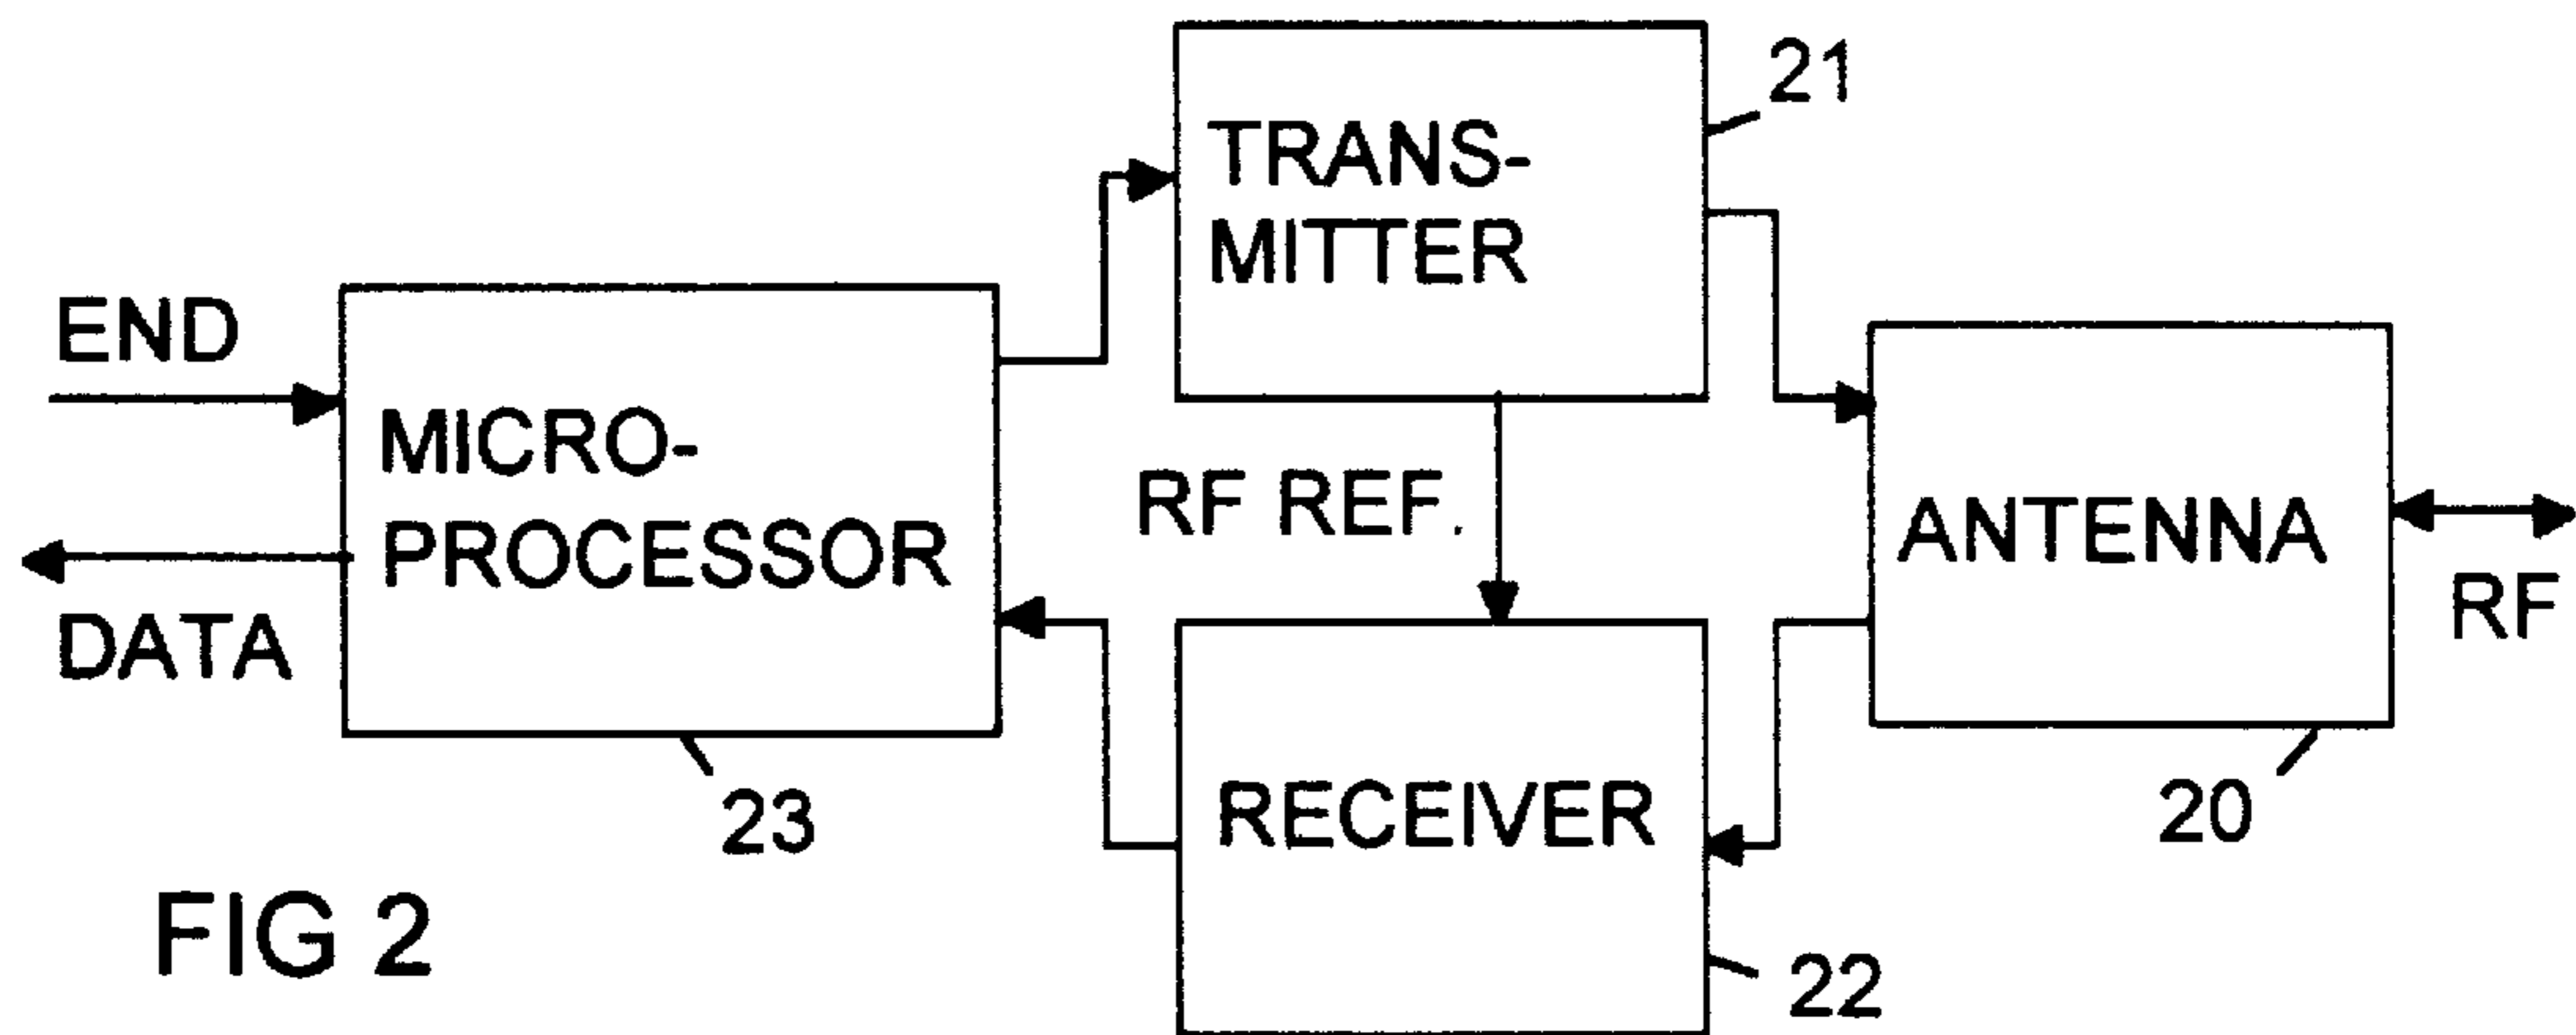 21
TRANS-
MITTER
END
MICRO-
PROCESSOR
DATA
RF REF.
ANTENNA
RF
23
RECEIVER
20
22
FIG 2